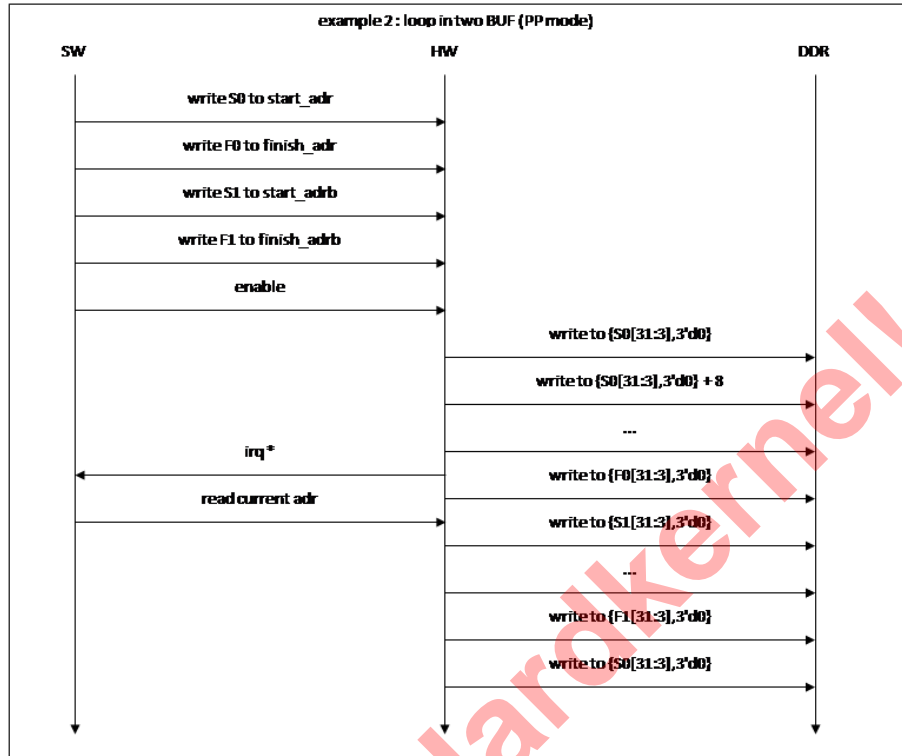 example 2 : loop in two BUF (PP mode)
SW HW DDR
write S0 to start_adr
write F0 to finish_adr
write S1 to start_adrb
write F1 to finish_adrb
enable
write to {S0[31:3],3'd0}
write to {S0[31:3],3'd0} + 8
...
irq *
write to {F0[31:3],3'd0}
read current adr
write to {S1[31:3],3'd0}
...
write to {F1[31:3],3'd0}
write to {S0[31:3],3'd0}
ardkernel